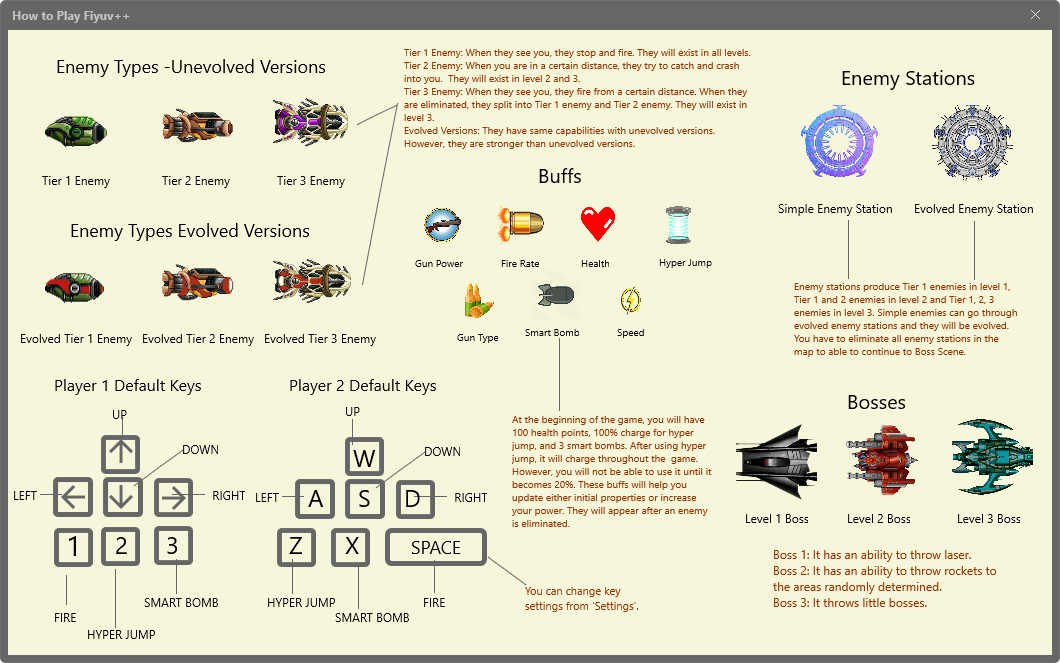 How to Play Fiyuv++
Enemy Types -Unevolved Versions
Tier 1 Enemy
Tier 2 Enemy
Tier 3 Enemy
Tier 1 Enemy: When they see you, they stop and fire. They will exist in all levels.
Tier 2 Enemy: When you are in a certain distance, they try to catch and crash
into you. They will exist in level 2 and 3.
Tier 3 Enemy: When they see you, they fire from a certain distance. When they
are eliminated, they split into Tier 1 enemy and Tier 2 enemy. They will exist in
level 3.
Evolved Versions: They have same capabilities with unevolved versions.
However, they are stronger than unevolved versions.
Enemy Types Evolved Versions
Evolved Tier 1 Enemy
Evolved Tier 2 Enemy
Evolved Tier 3 Enemy
Buffs
Gun Power
Fire Rate
Health
Hyper Jump
Gun Type
Smart Bomb
Speed
At the beginning of the game, you will have
100 health points, 100% charge for hyper
jump, and 3 smart bombs. After using hyper
jump, it will charge throughout the game.
However, you will not be able to use it until it
becomes 20%. These buffs will help you
update either initial properties or increase
your power. They will appear after an enemy
is eliminated.
Enemy Stations
Simple Enemy Station
Evolved Enemy Station
Enemy stations produce Tier 1 enemies in level 1,
Tier 1 and 2 enemies in level 2 and Tier 1, 2, 3
enemies in level 3. Simple enemies can go through
evolved enemy stations and they will be evolved.
You have to eliminate all enemy stations in the
map to able to continue to Boss Scene.
Bosses
Level 1 Boss
Level 2 Boss
Level 3 Boss
Boss 1: It has an ability to throw laser.
Boss 2: It has an ability to throw rockets to
the areas randomly determined.
Boss 3: It throws little bosses.
Player 1 Default Keys
UP
DOWN
LEFT
RIGHT
1
2
3
FIRE
HYPER JUMP
SMART BOMB
Player 2 Default Keys
UP
W
DOWN
LEFT
A
S
D
RIGHT
Z
X
SPACE
HYPER JUMP
SMART BOMB
FIRE
You can change key
settings from 'Settings'.